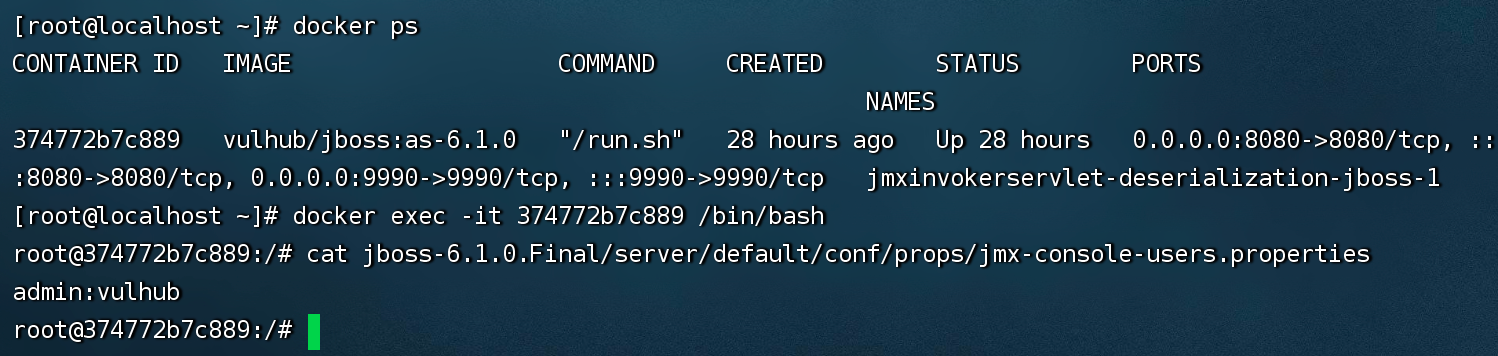 [root@localhost ~]# docker ps
CONTAINER ID   IMAGE                   COMMAND     CREATED        STATUS        PORTS
NAMES
374772b7c889   vulhub/jboss:as-6.1.0   "/run.sh"   28 hours ago   Up 28 hours   0.0.0.0:8080->8080/tcp, ::
:8080->8080/tcp, 0.0.0.0:9990->9990/tcp, :::9990->9990/tcp   jmxinvokerservlet-deserialization-jboss-1
[root@localhost ~]# docker exec -it 374772b7c889 /bin/bash
root@374772b7c889:/# cat jboss-6.1.0.Final/server/default/conf/props/jmx-console-users.properties
admin:vulhub
root@374772b7c889:/#